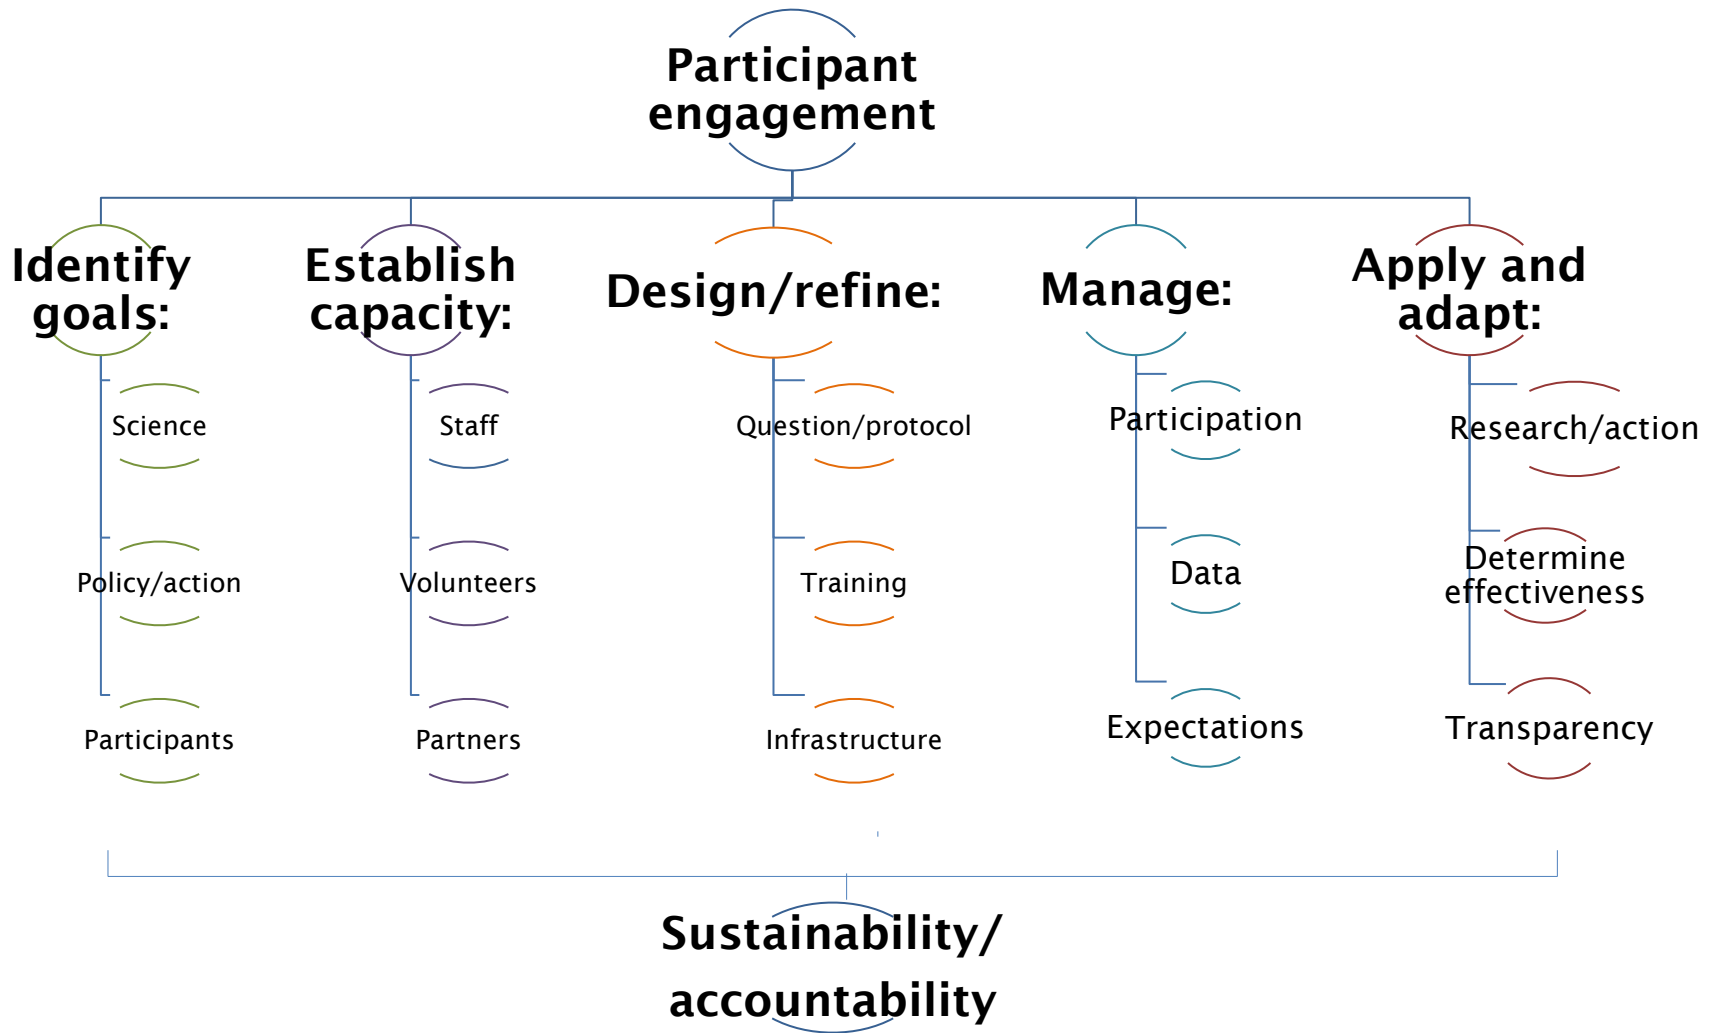 Participant
engagement
Identify
goals:
Science
Policy/action
Participants
Establish
capacity:
Staff
Volunteers
Partners
Design/refine:
Question/protocol
Training
Infrastructure
Manage:
Participation
Data
Expectations
Apply and
adapt:
Research/action
Determine
effectiveness
Transparency
Sustainability/
accountability